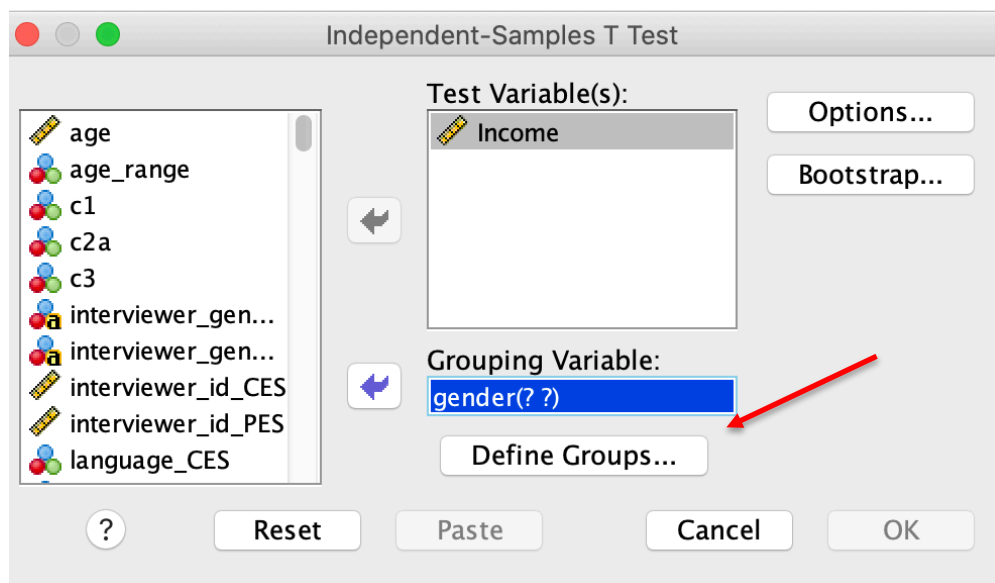 Independent-Samples T Test
age
age_range
c1
c2a
c3
interviewer_gen...
interviewer_gen...
interviewer_id_CES
interviewer_id_PES
language_CES
Test Variable(s):
Income
Grouping Variable:
gender(? ?)
Define Groups...
Options...
Bootstrap...
?
Reset
Paste
Cancel
OK